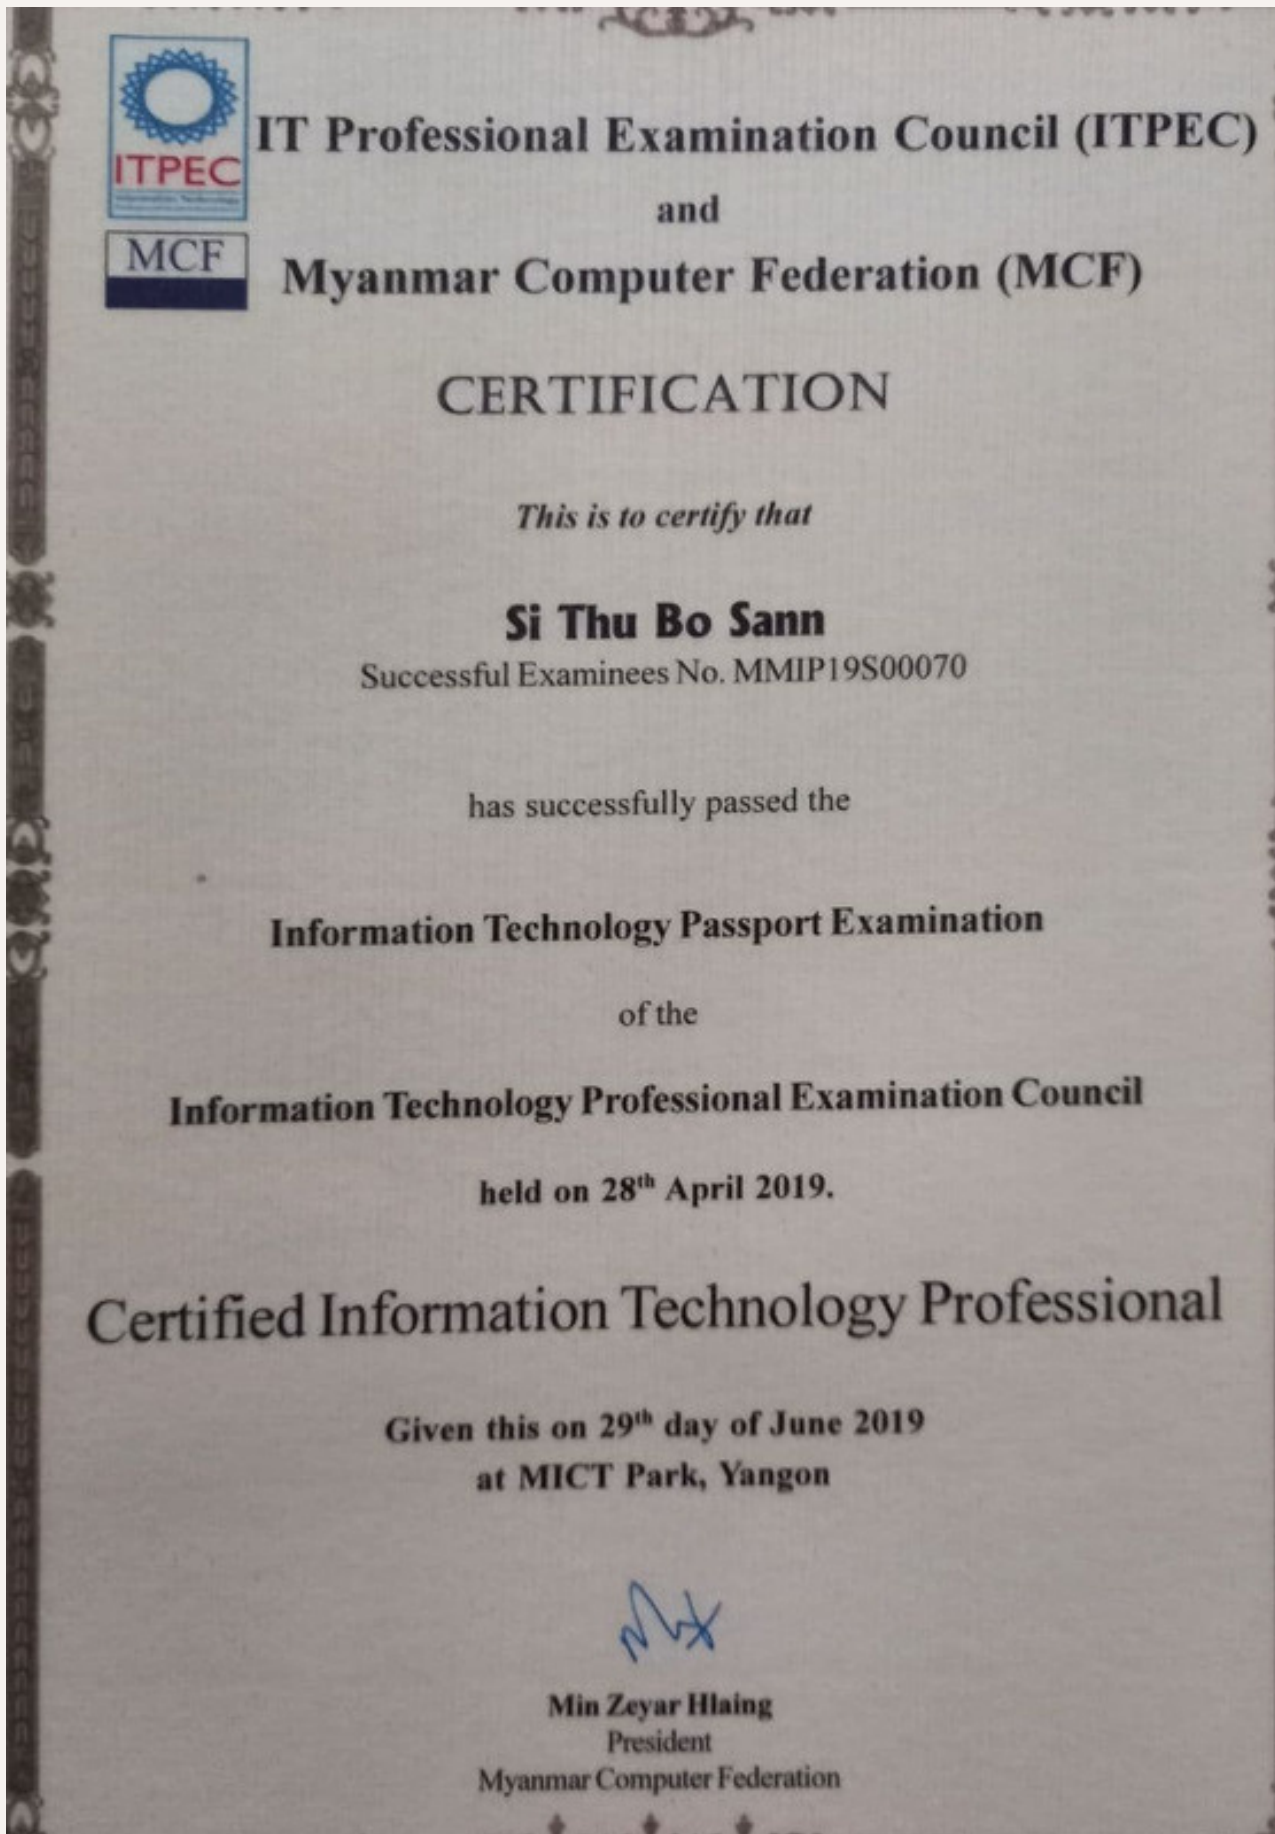 ITPEC
MCF
IT Professional Examination Council (ITPEC)
and
Myanmar Computer Federation (MCF)
CERTIFICATION
This is to certify that
Si Thu Bo Sann
Successful Examinees No. MMIP19S00070
has successfully passed the
Information Technology Passport Examination
of the
Information Technology Professional Examination Council
held on 28th April 2019.
Certified Information Technology Professional
Given this on 29th day of June 2019
at MICT Park, Yangon
Min Zeyar Hlaing
President
Myanmar Computer Federation